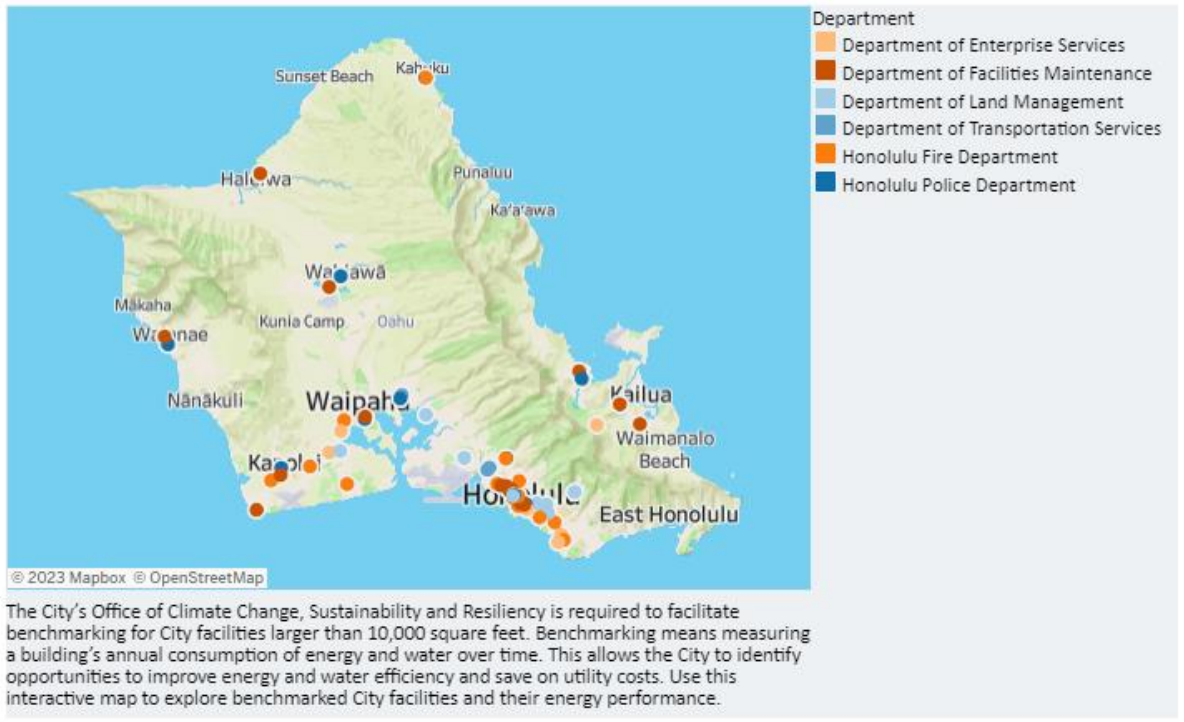 Department
Department of Enterprise Services
Department of Facilities Maintenance
Department of Land Management
Department of Transportation Services
Honolulu Fire Department
Honolulu Police Department
Sunset Beach
Kahuku
Haleiwa
Punaluu
Ka'a'awa
Wahiawā
Mākaha
Kunia Camp
Oahu
Waianae
Nānākuli
Waipahu
Kailua
Waimanalo
Beach
Kapolei
Honolulu
East Honolulu
© 2023 Mapbox © OpenStreetMap
The City’s Office of Climate Change, Sustainability and Resiliency is required to facilitate
benchmarking for City facilities larger than 10,000 square feet. Benchmarking means measuring
a building’s annual consumption of energy and water over time. This allows the City to identify
opportunities to improve energy and water efficiency and save on utility costs. Use this
interactive map to explore benchmarked City facilities and their energy performance.